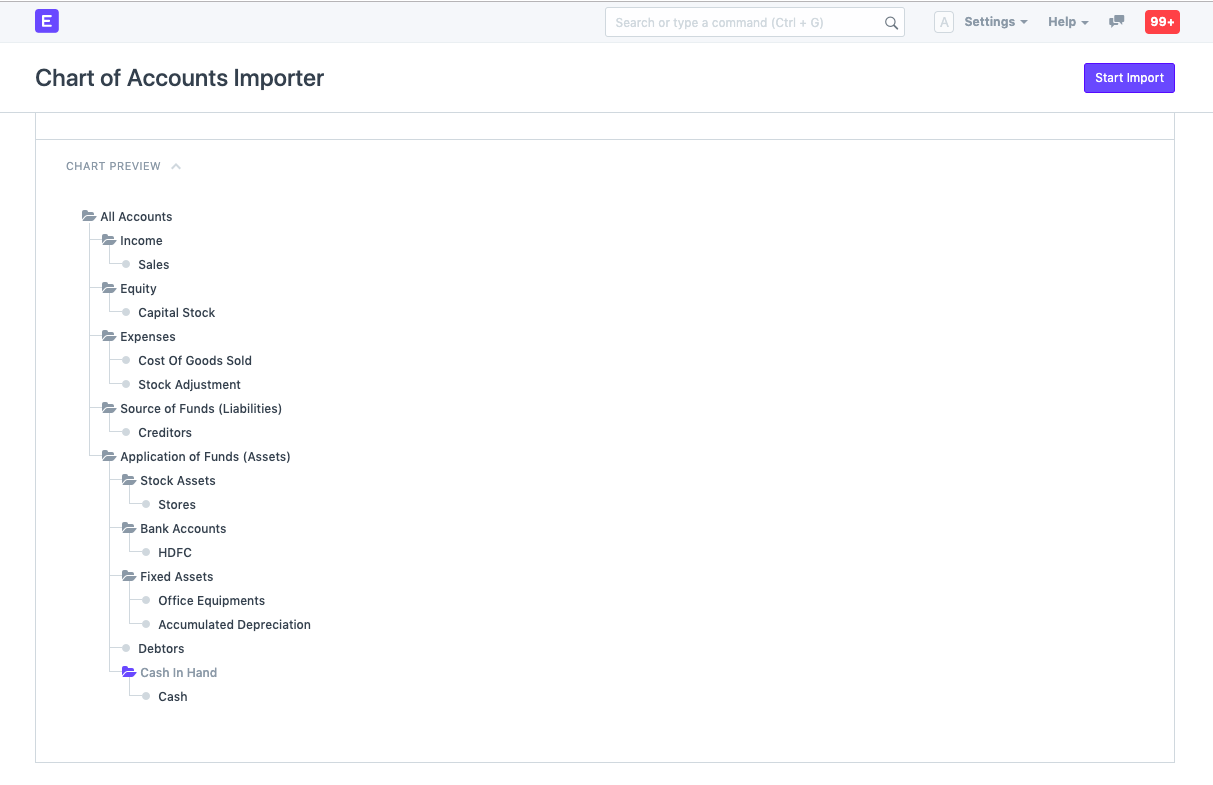 E
Search or type a command (Ctrl + G)
A Settings Help 99+
Chart of Accounts Importer
Start Import
CHART PREVIEW
All Accounts
Income
Sales
Equity
Capital Stock
Expenses
Cost Of Goods Sold
Stock Adjustment
Source of Funds (Liabilities)
Creditors
Application of Funds (Assets)
Stock Assets
Stores
Bank Accounts
HDFC
Fixed Assets
Office Equipments
Accumulated Depreciation
Debtors
Cash In Hand
Cash